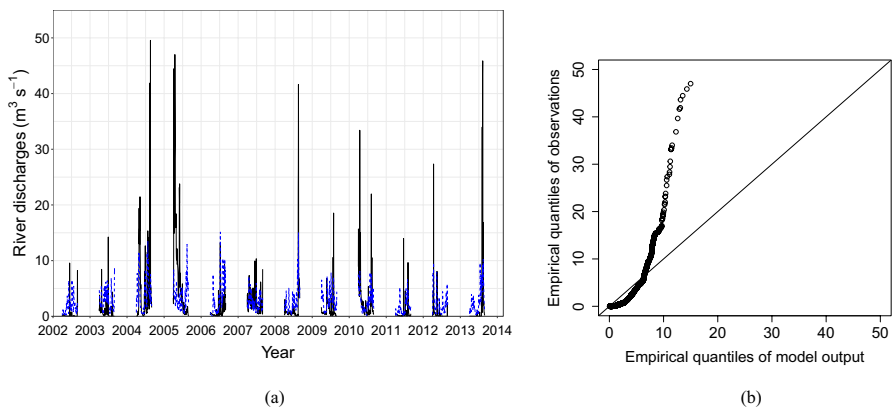 50
40
30
20
10
0
River discharges (m³ s⁻¹)
2002 2003 2004 2005 2006 2007 2008 2009 2010 2011 2012 2013 2014
Year
(a)
50
40
30
20
10
0
Empirical quantiles of observations
0 10 20 30 40 50
Empirical quantiles of model output
(b)